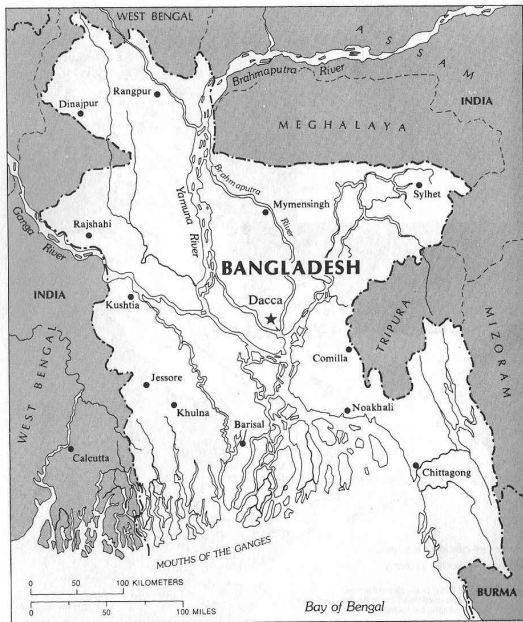 WEST BENGAL
ASSAM
Brahmaputra River
Rangpur
Dinajpur
INDIA
MEGHALAYA
Brahmaputra River
Sylhet
Mymensingh
Yamuna River
Ganga River
Rajshahi
BANGLADESH
INDIA
Dacca
Kushtia
TRIPURA
MIZORAM
Comilla
WEST BENGAL
Jessore
Khulna
Noakhali
Barisal
Calcutta
Chittagong
MOUTHS OF THE GANGES
0 50 100 KILOMETERS
BURMA
0 50 100 MILES
Bay of Bengal